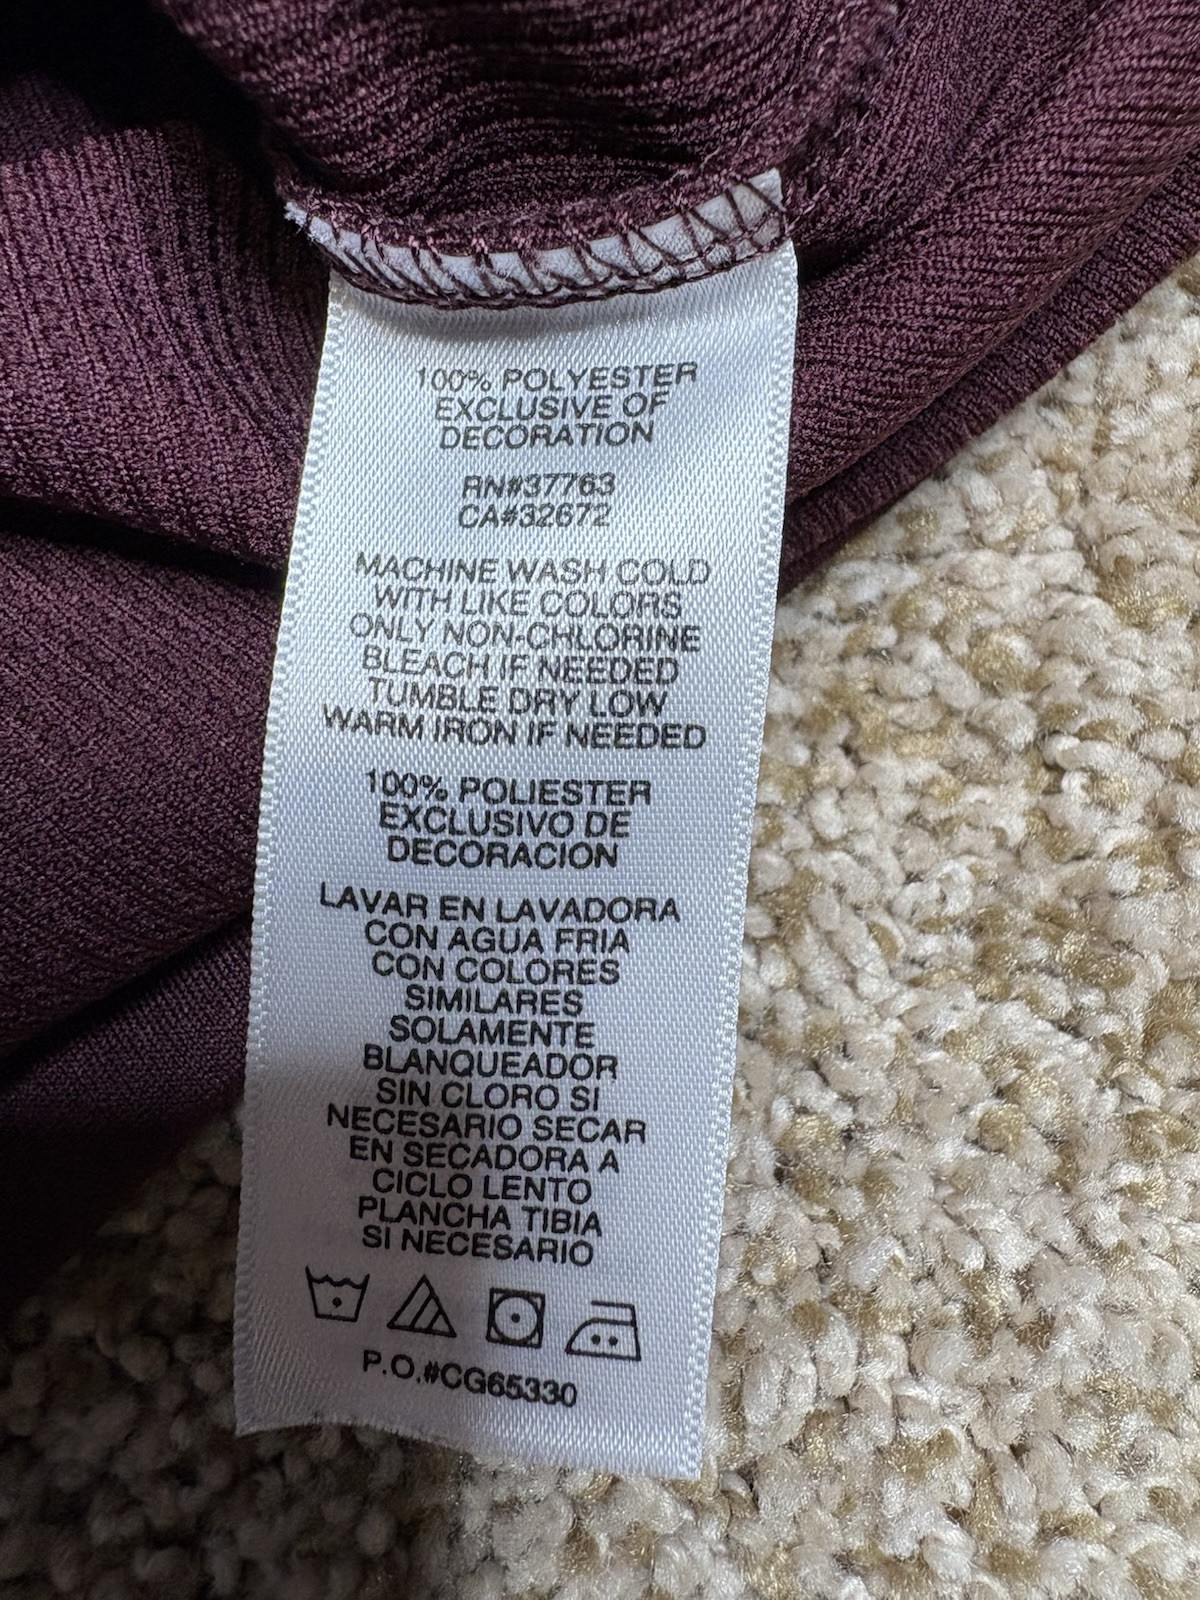 100% POLYESTER
EXCLUSIVE OF
DECORATION
RN#37763
CA#32672
MACHINE WASH COLD
WITH LIKE COLORS
ONLY NON-CHLORINE
BLEACH IF NEEDED
TUMBLE DRY LOW
WARM IRON IF NEEDED
100% POLIESTER
EXCLUSIVO DE
DECORACION
LAVAR EN LAVADORA
CON AGUA FRIA
CON COLORES
SIMILARES
SOLAMENTE
BLANQUEADOR
SIN CLORO SI
NECESARIO SECAR
EN SECADORA A
CICLO LENTO
PLANCHA TIBIA
SI NECESARIO
P.O.#CG65330